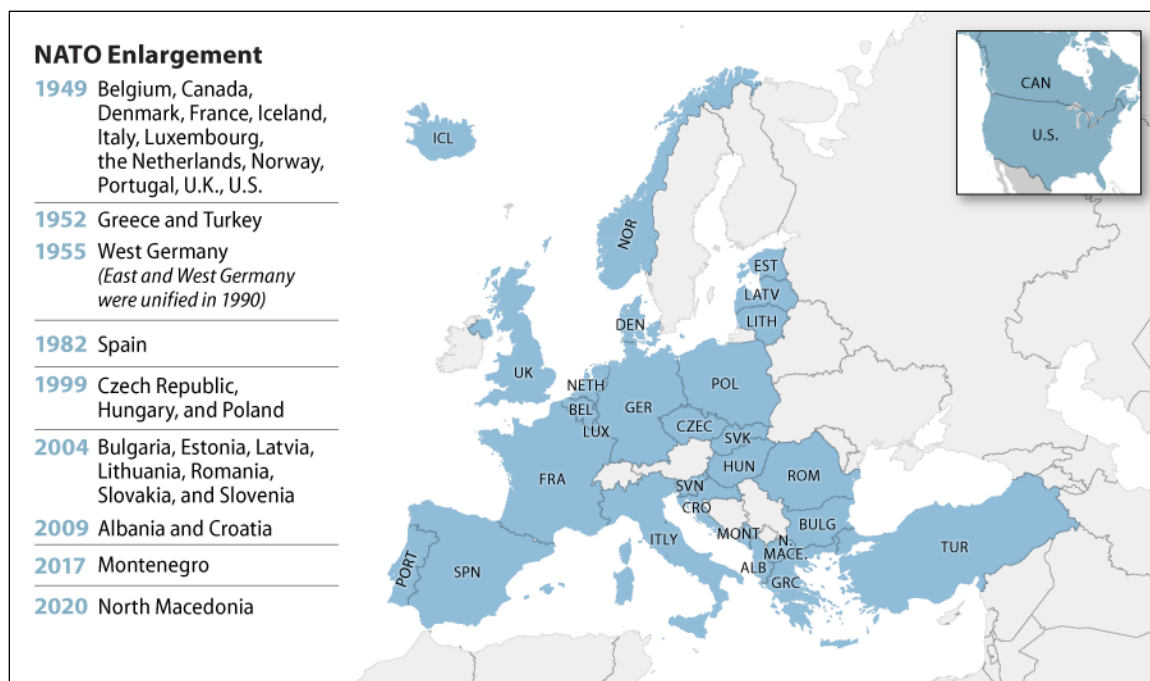 NATO Enlargement
1949 Belgium, Canada,
Denmark, France, Iceland,
Italy, Luxembourg,
the Netherlands, Norway,
Portugal, U.K., U.S.
1952 Greece and Turkey
1955 West Germany
(East and West Germany
were unified in 1990)
1982 Spain
1999 Czech Republic,
Hungary, and Poland
2004 Bulgaria, Estonia, Latvia,
Lithuania, Romania,
Slovakia, and Slovenia
2009 Albania and Croatia
2017 Montenegro
2020 North Macedonia
CAN
U.S.
ICL
NOR
EST
LATV
LITH
DEN
UK
NETH
POL
BEL
GER
LUX
CZEC
SVK
HUN
FRA
ROM
SVN
CRO
BULG
MONT
ITLY
N.
MACE.
TUR
ALB
PORT
SPN
GRC